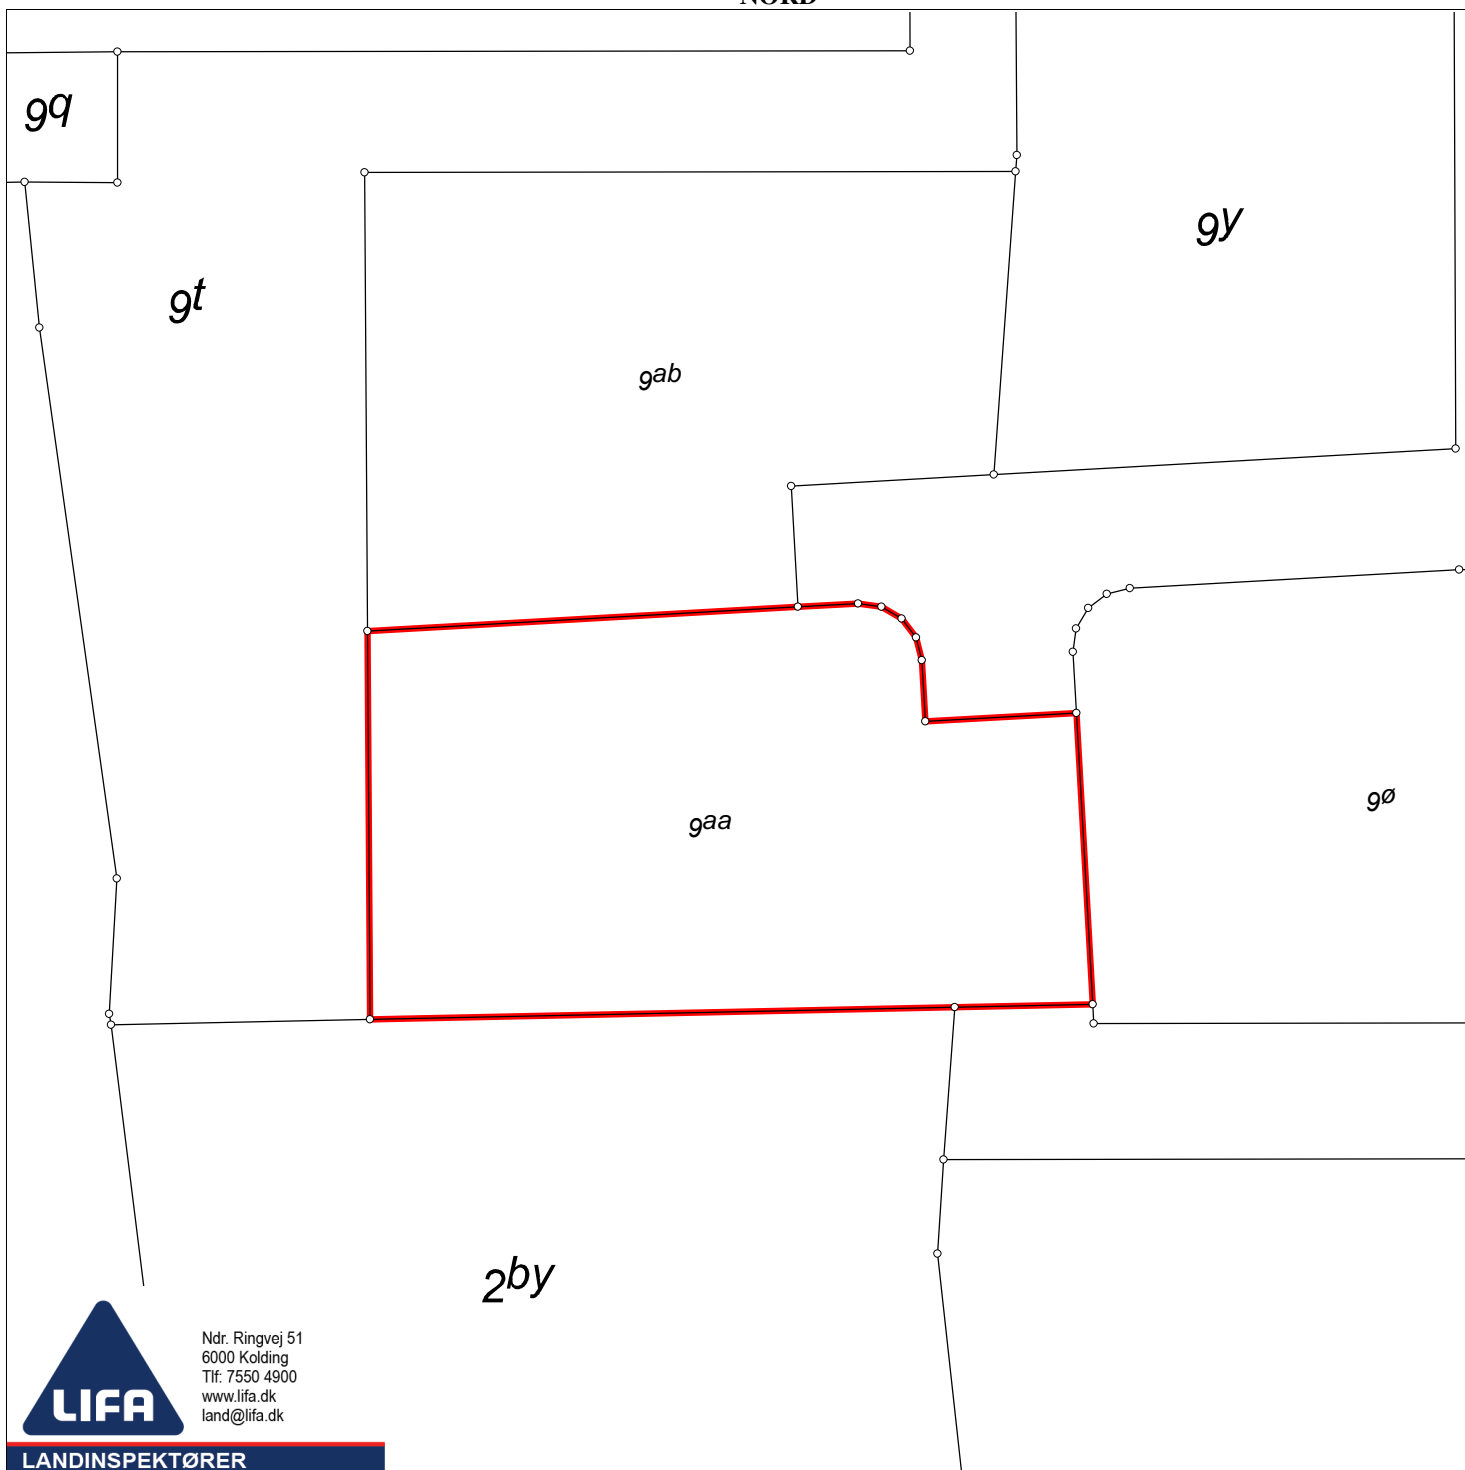 NORD
9q
9y
9t
9ab
9ø
9aa
2by
Ndr. Ringvej 51
6000 Kolding
Tlf: 7550 4900
www.lifa.dk
land@lifa.dk
LIFA
LANDINSPEKTØRER